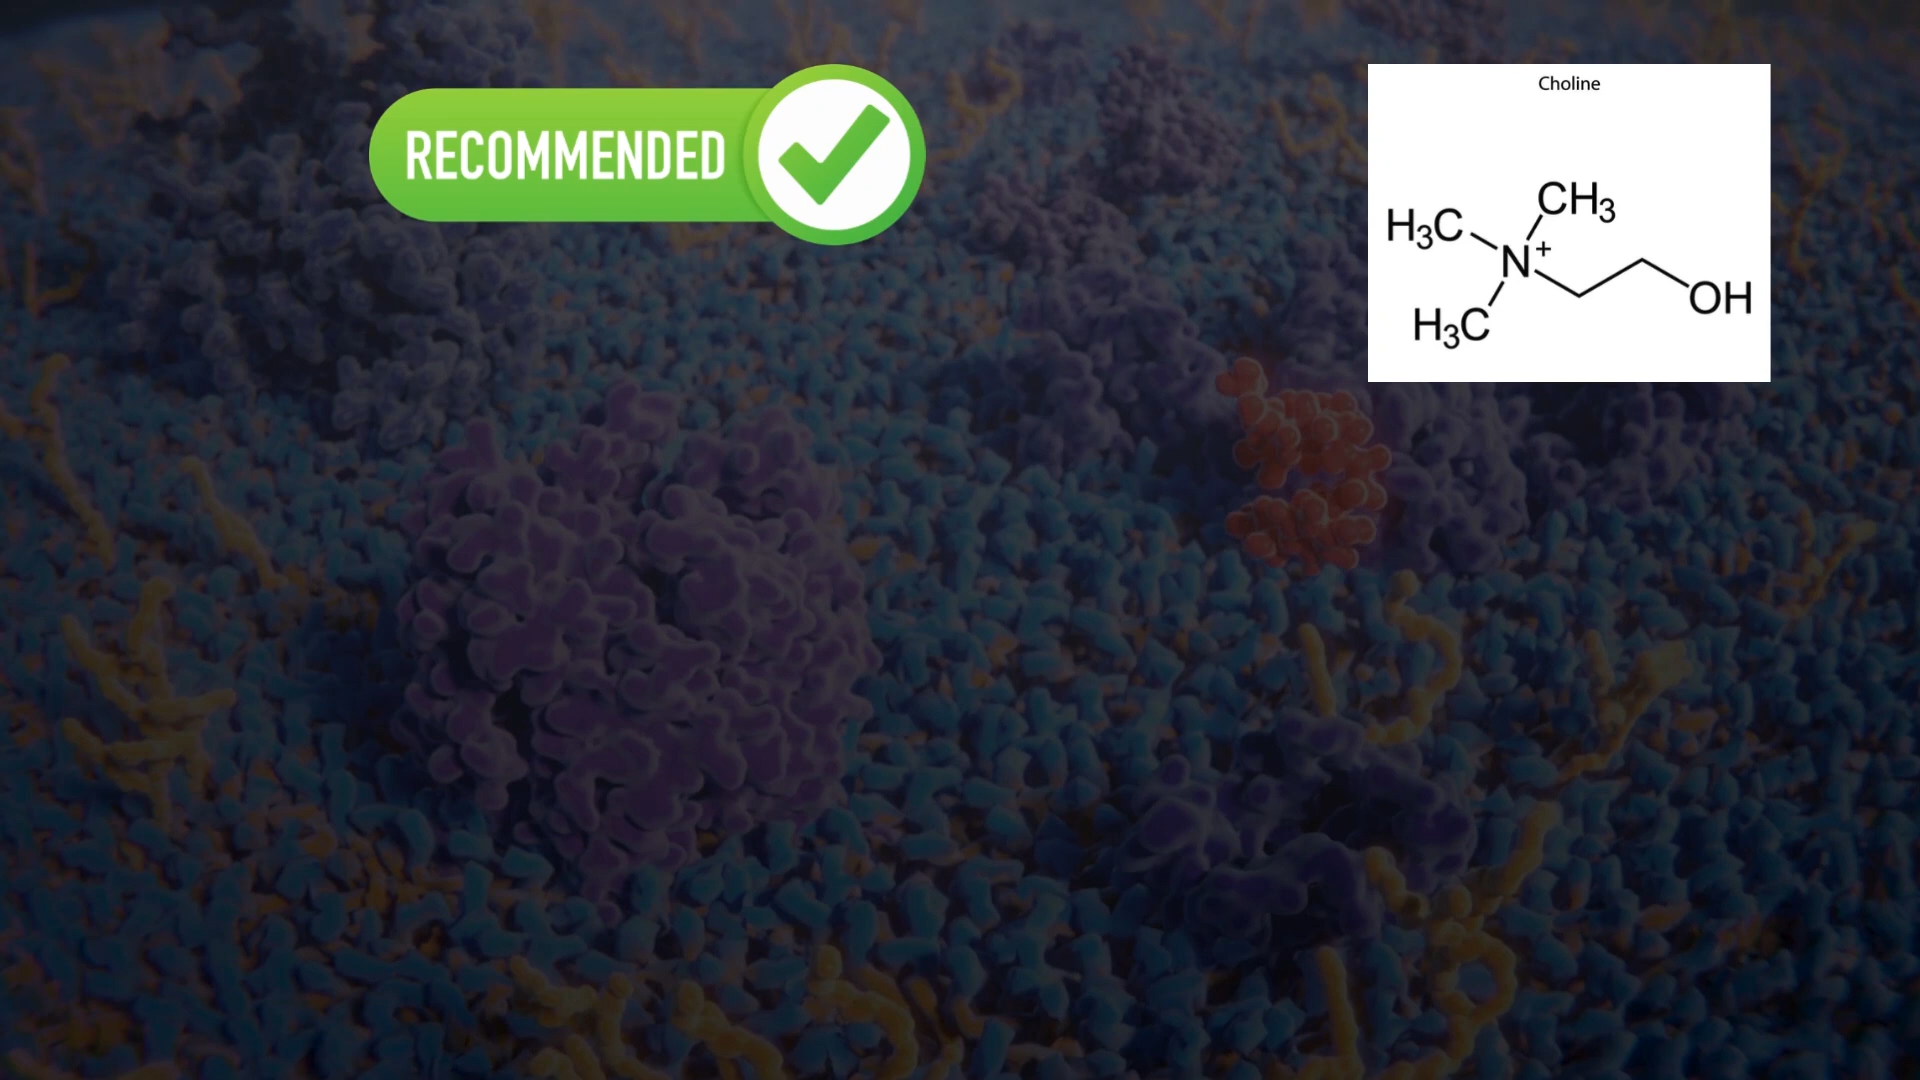 RECOMMENDED
Choline
H₃C
CH₃
N⁺
OH
H₃C